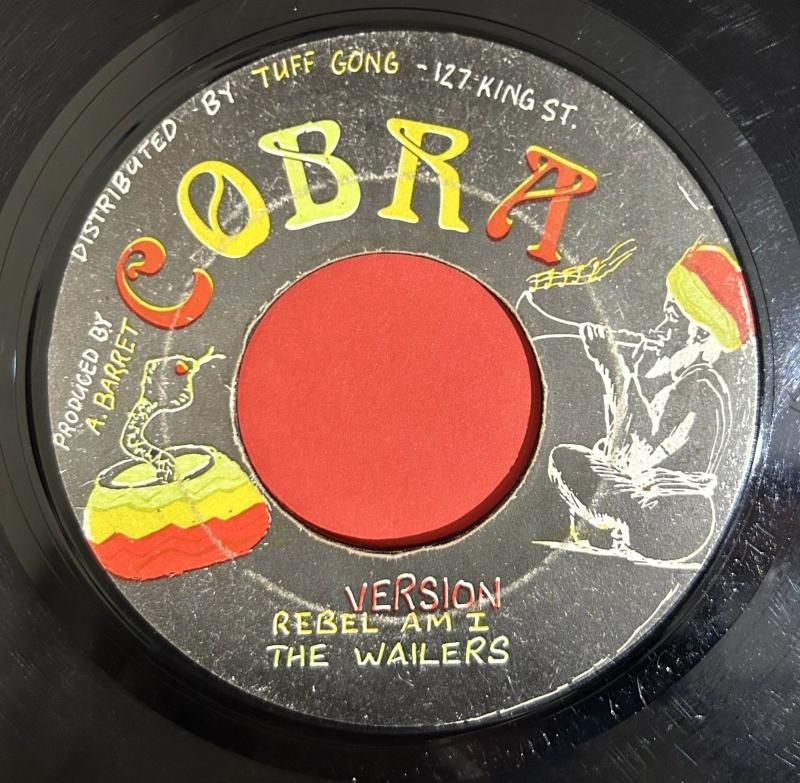 DISTRIBUTED BY TUFF GONG - 127 KING ST.
COBRA
PRODUCED BY
A. BARRET
VERSION
REBEL AM I
THE WAILERS